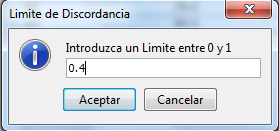 Limite de Discordancia
Introduzca un Limite entre 0 y 1
0.4
Aceptar
Cancelar